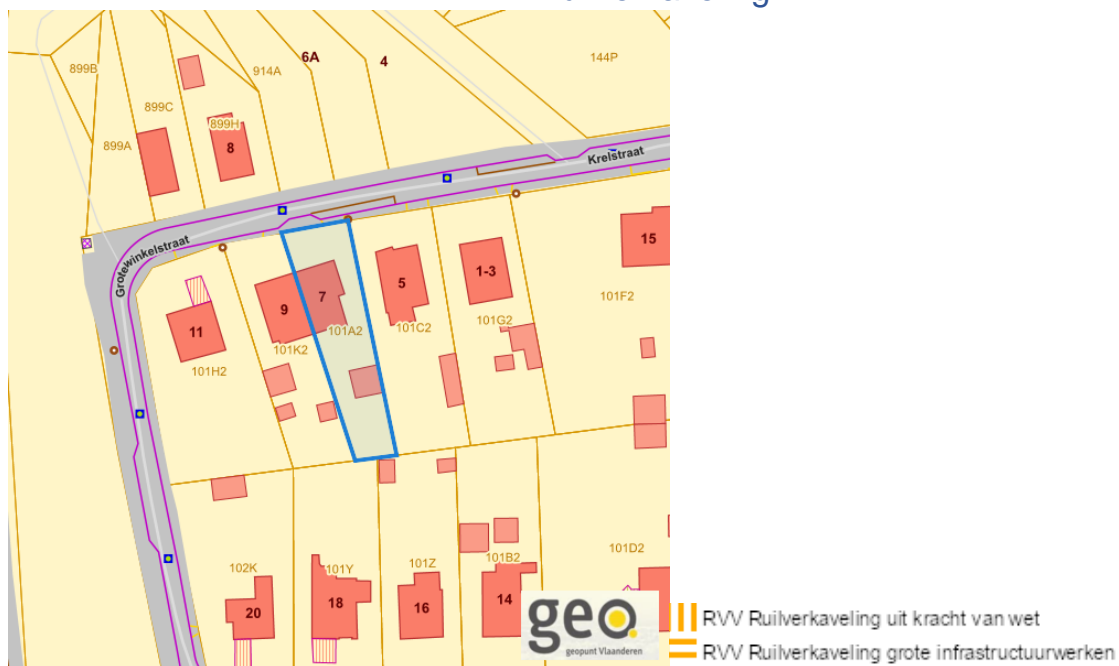 899B
6A
4
144P
914A
899C
899H
899A
8
Krelstraat
Grotewinkelstraat
15
5
1-3
7
9
101F2
11
101A2
101C2
101G2
101K2
101H2
101D2
101B2
101Z
101Y
102K
20
18
16
14
geo
geopunt Vlaanderen
RVV Ruilverkaveling uit kracht van wet
RVV Ruilverkaveling grote infrastructuurwerken